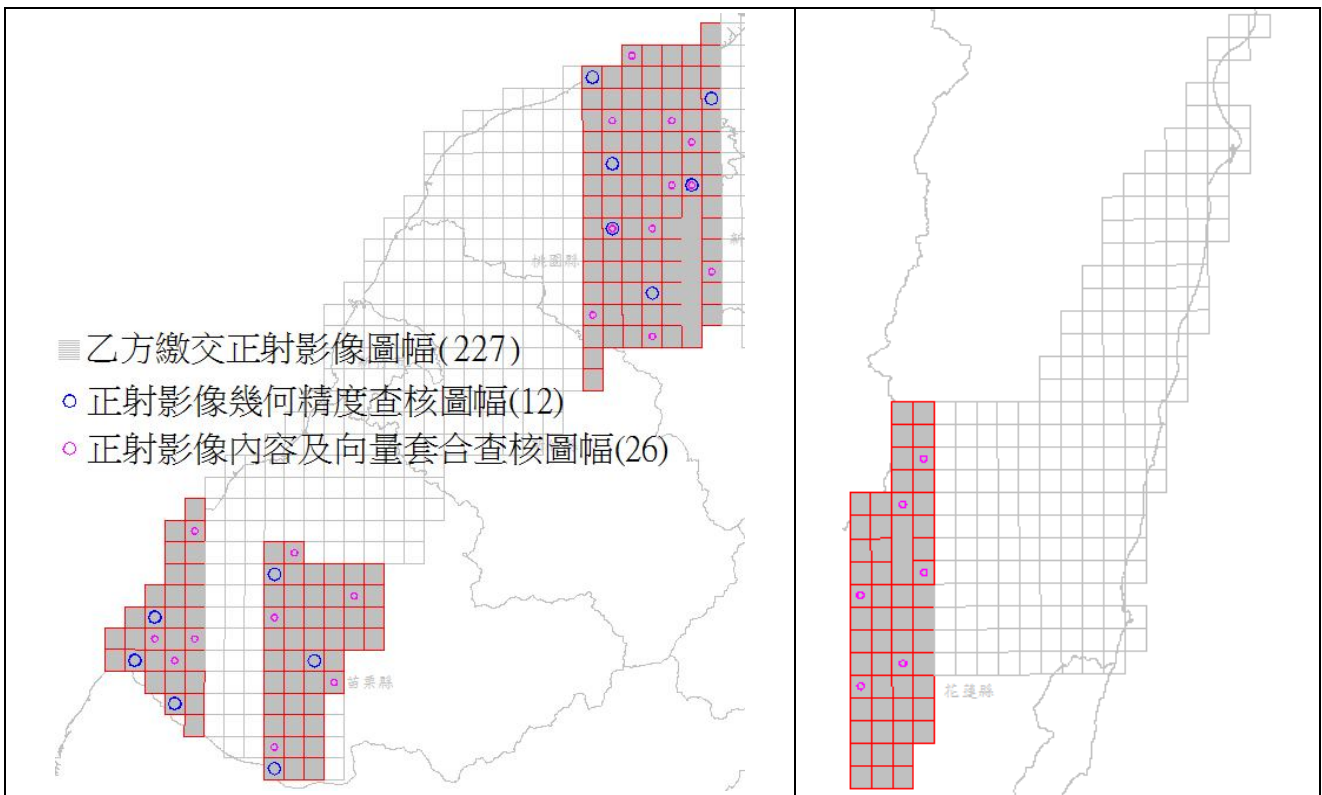 桃園縣
新
乙方繳交正射影像圖幅(227)
正射影像幾何精度查核圖幅(12)
正射影像內容及向量套合查核圖幅(26)
苗栗縣
花蓮縣